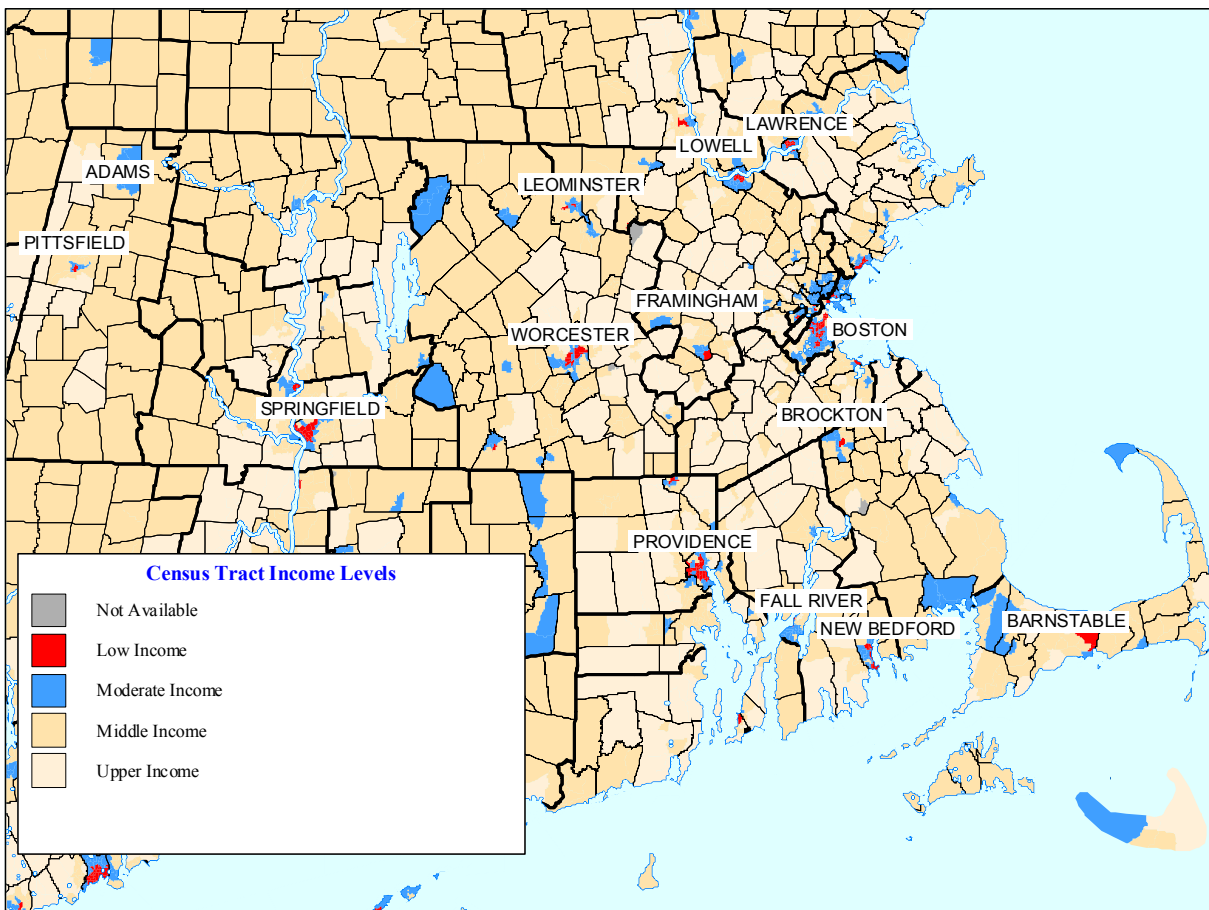 LAWRENCE
LOWELL
ADAMS
LEOMINSTER
PITTSFIELD
FRAMINGHAM
WORCESTER
BOSTON
SPRINGFIELD
BROCKTON
PROVIDENCE
FALL RIVER
NEW BEDFORD
BARNSTABLE
Census Tract Income Levels
Not Available
Low Income
Moderate Income
Middle Income
Upper Income